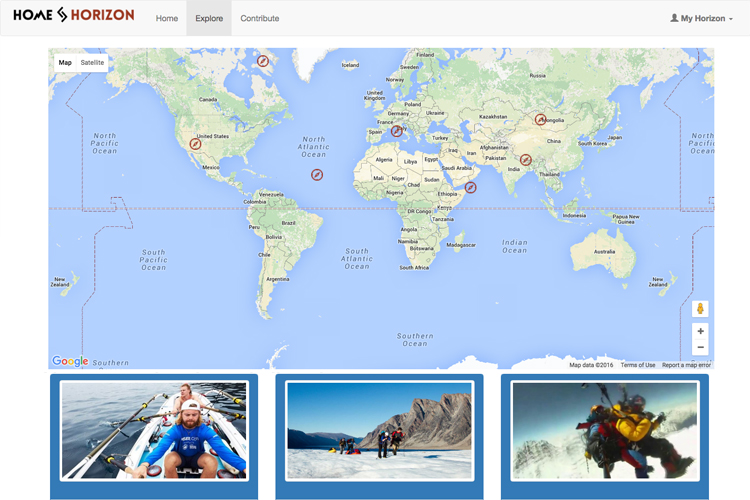 HOME HORIZON
Home
Explore
Contribute
My Horizon
Map
Satellite
Iceland
Finland
Sweden
Norway
Russia
Canada
United Kingdom
Poland
Germany
Ukraine
France
Kazakhstan
Mongolia
North Pacific Ocean
United States
North Atlantic Ocean
Spain
Italy
Turkey
Afghanistan
China
Japan
South Korea
North Pacific Ocean
Iraq
Iran
Pakistan
Mexico
Algeria
Libya
Egypt
Saudi Arabia
India
Thailand
Mali
Niger
Chad
Sudan
Nigeria
Ethiopia
Venezuela
Colombia
DR Congo
Kenya
Tanzania
Indonesia
Papua New Guinea
Peru
Brazil
Bolivia
Angola
Namibia
Botswana
Madagascar
South Africa
South Pacific Ocean
Chile
South Atlantic Ocean
Indian Ocean
Australia
South Pacific Ocean
New Zealand
Argentina
New Zealand
Southern Ocean
Google
Southern
Map data ©2016
Terms of Use
Report a map error